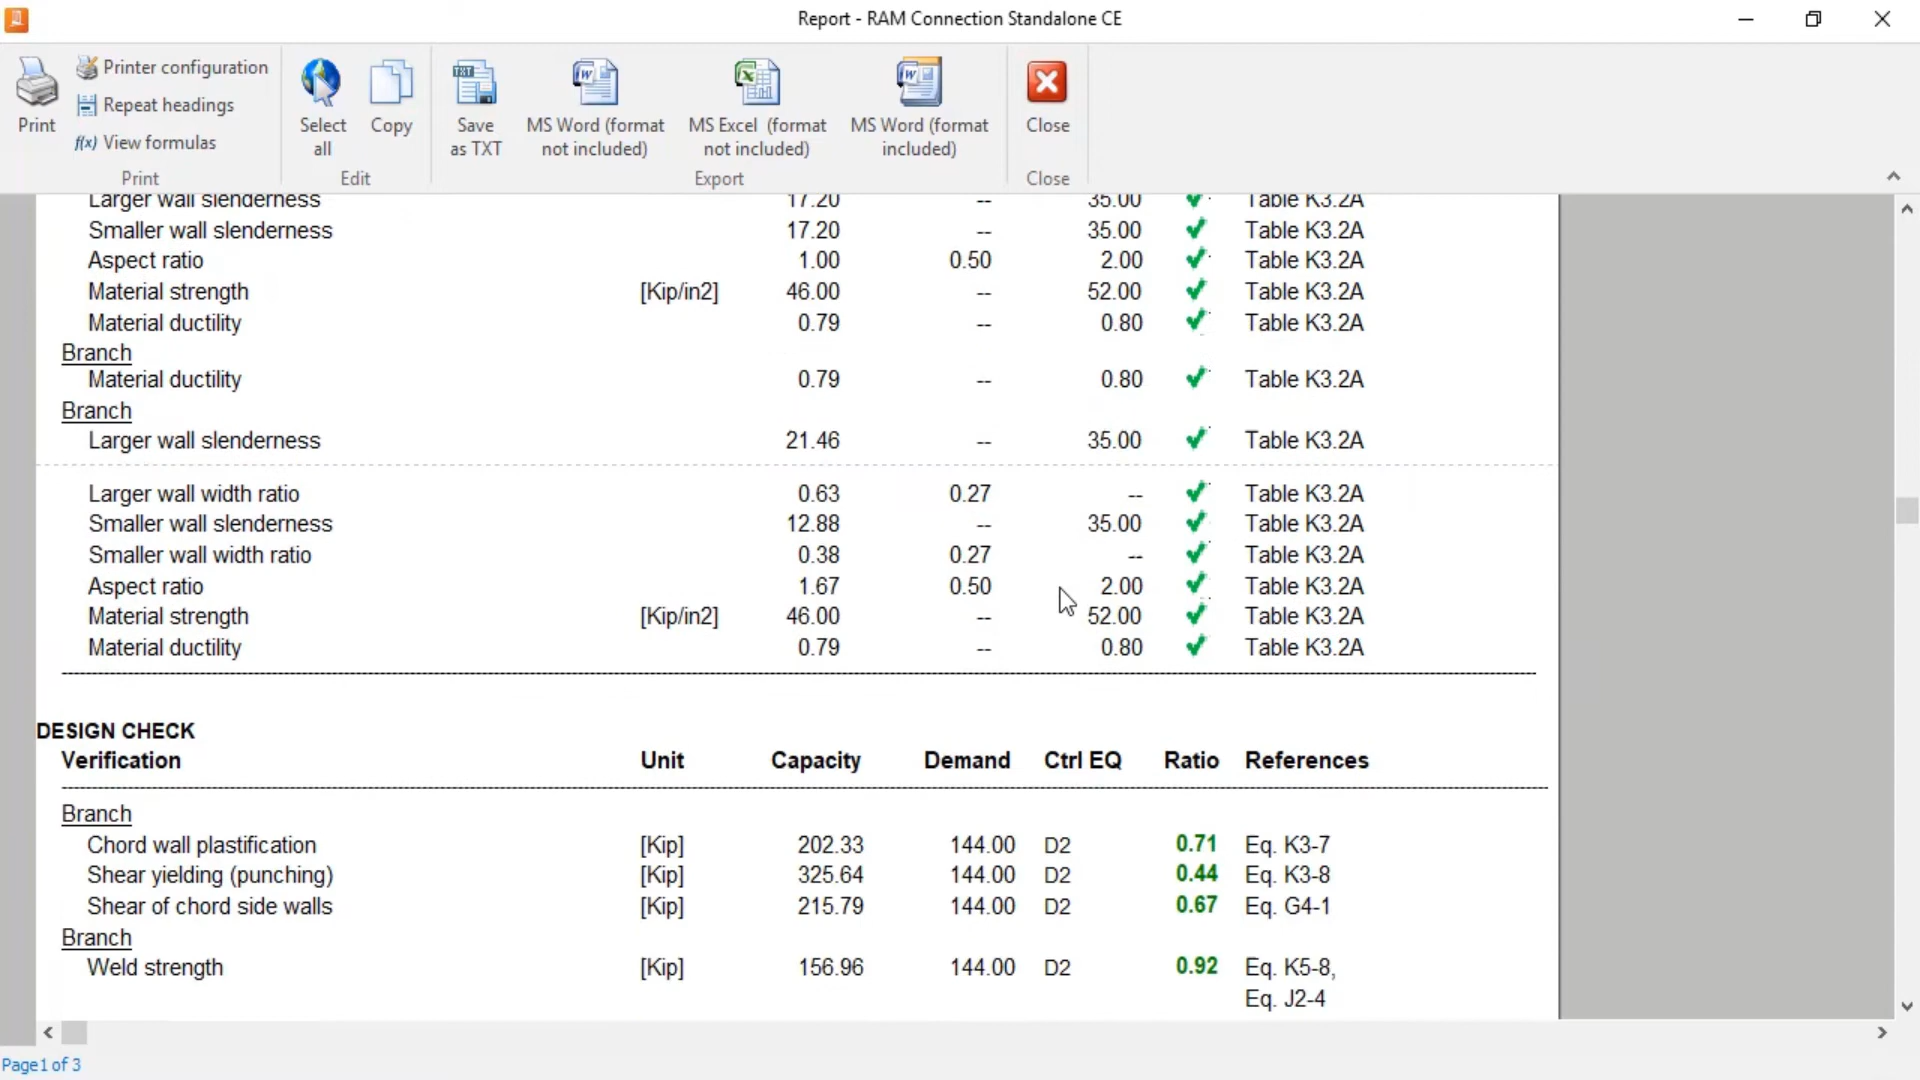 Report - RAM Connection Standalone CE
Print
Printer configuration
Repeat headings
f(x) View formulas
Print
Select all
Copy
Edit
TXT
Save as TXT
MS Word (format not included)
MS Excel (format not included)
MS Word (format included)
Export
Close
Close
Larger wall slenderness 17.20 -- 35.00 Table K3.2A
Smaller wall slenderness 17.20 -- 35.00 Table K3.2A
Aspect ratio 1.00 0.50 2.00 Table K3.2A
Material strength [Kip/in2] 46.00 -- 52.00 Table K3.2A
Material ductility 0.79 -- 0.80 Table K3.2A
Branch
Material ductility 0.79 -- 0.80 Table K3.2A
Branch
Larger wall slenderness 21.46 -- 35.00 Table K3.2A
Larger wall width ratio 0.63 0.27 -- Table K3.2A
Smaller wall slenderness 12.88 -- 35.00 Table K3.2A
Smaller wall width ratio 0.38 0.27 -- Table K3.2A
Aspect ratio 1.67 0.50 2.00 Table K3.2A
Material strength [Kip/in2] 46.00 -- 52.00 Table K3.2A
Material ductility 0.79 -- 0.80 Table K3.2A
DESIGN CHECK
Verification Unit Capacity Demand Ctrl EQ Ratio References
Branch
Chord wall plastification [Kip] 202.33 144.00 D2 0.71 Eq. K3-7
Shear yielding (punching) [Kip] 325.64 144.00 D2 0.44 Eq. K3-8
Shear of chord side walls [Kip] 215.79 144.00 D2 0.67 Eq. G4-1
Branch
Weld strength [Kip] 156.96 144.00 D2 0.92 Eq. K5-8,
Eq. J2-4
Page1 of 3